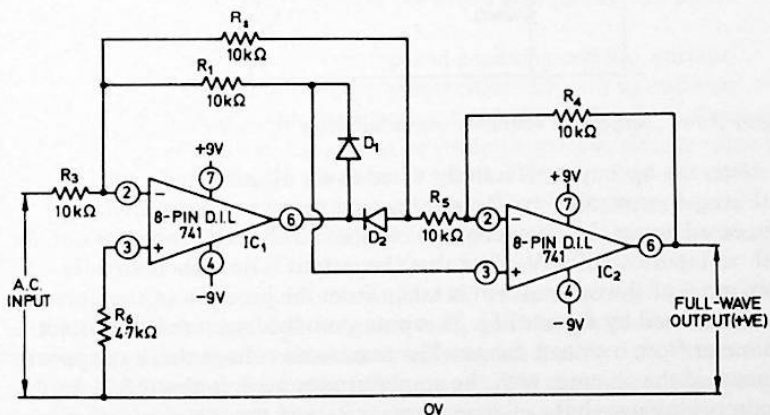 Rs
10kΩ
R1
10kΩ
R4
10kΩ
D1
R3
10kΩ
+9V
7
2
−
8-PIN D.I.L
741
6
IC1
3
+
4
−9V
D2
R5
10kΩ
+9V
7
2
−
8-PIN D.I.L
741
6
IC2
3
+
4
-9V
A.C.
INPUT
R6
47kΩ
FULL-WAVE
OUTPUT(+VE)
0V